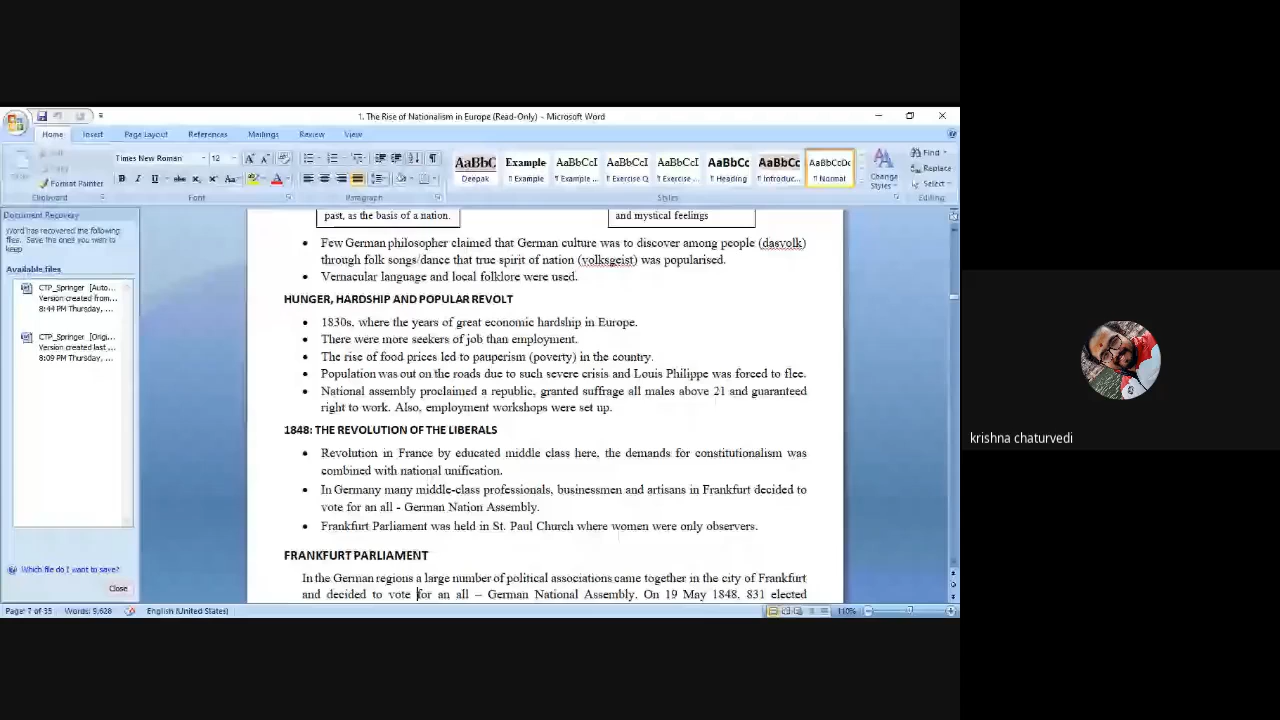 1. The Rise of Nationalism in Europe (Read-Only) - Microsoft Word
Home Insert Page Layout References Mailings Review View
Times New Roman 12
Format Painter
AaBbC AaBbCcI AaBbCcI AaBbCcI AaBbCc AaBbCc AaBbCcDc
Example
Deepak ¶ Example ¶ Example ... ¶ Exercise Q ¶ Exercise ... ¶ Heading ¶ Introduc... ¶ Normal
Change
Styles
Find
Replace
Select
Clipboard Font Paragraph Styles Editing
Document Recovery
Word has recovered the following
files. Save the ones you wish to
keep.
Available files
CTP_Springer [Auto...
Version created from...
8:44 PM Thursday, ...
CTP_Springer [Orig...
Version created last ...
8:09 PM Thursday, ...
Which file do I want to save?
Close
past, as the basis of a nation.
and mystical feelings
• Few German philosopher claimed that German culture was to discover among people (dasvolk)
through folk songs/dance that true spirit of nation (volksgeist) was popularised.
• Vernacular language and local folklore were used.
HUNGER, HARDSHIP AND POPULAR REVOLT
• 1830s, where the years of great economic hardship in Europe.
• There were more seekers of job than employment.
• The rise of food prices led to pauperism (poverty) in the country.
• Population was out on the roads due to such severe crisis and Louis Philippe was forced to flee.
• National assembly proclaimed a republic, granted suffrage all males above 21 and guaranteed
right to work. Also, employment workshops were set up.
1848: THE REVOLUTION OF THE LIBERALS
• Revolution in France by educated middle class here, the demands for constitutionalism was
combined with national unification.
• In Germany many middle-class professionals, businessmen and artisans in Frankfurt decided to
vote for an all - German Nation Assembly.
• Frankfurt Parliament was held in St. Paul Church where women were only observers.
FRANKFURT PARLIAMENT
In the German regions a large number of political associations came together in the city of Frankfurt
and decided to vote for an all – German National Assembly. On 19 May 1848, 831 elected
Page: 7 of 35 Words: 9,628 English (United States) 110%
krishna chaturvedi